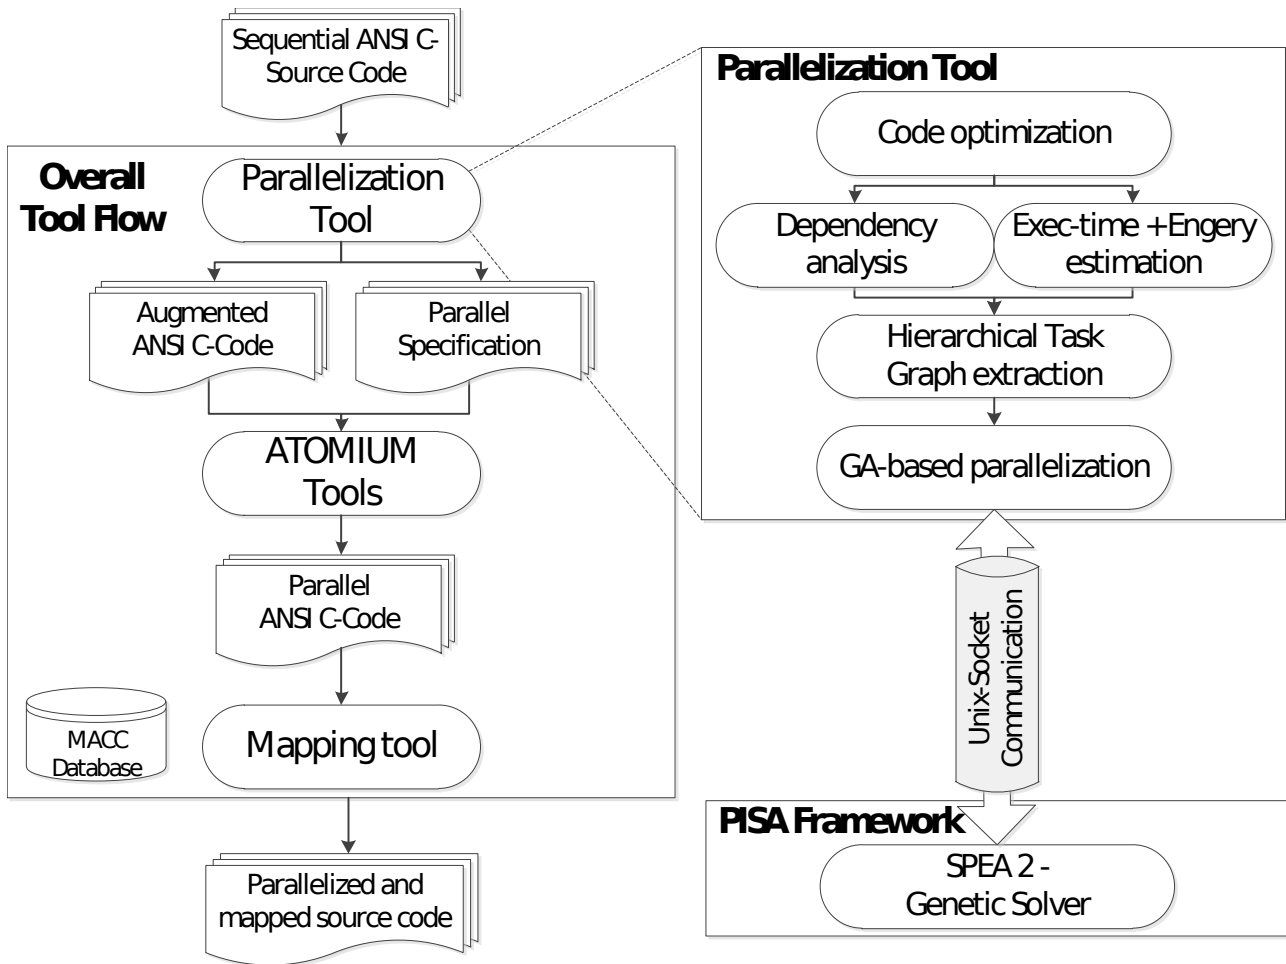 Sequential ANSI C-
Source Code
Overall
Tool Flow
Parallelization
Tool
Augmented
ANSI C-Code
Parallel
Specification
ATOMIUM
Tools
Parallel
ANSI C-Code
MACC
Database
Mapping tool
Parallelized and
mapped source code
Parallelization Tool
Code optimization
Dependency
analysis
Exec-time +Engery
estimation
Hierarchical Task
Graph extraction
GA-based parallelization
Unix-Socket
Communication
PISA Framework
SPEA 2 -
Genetic Solver